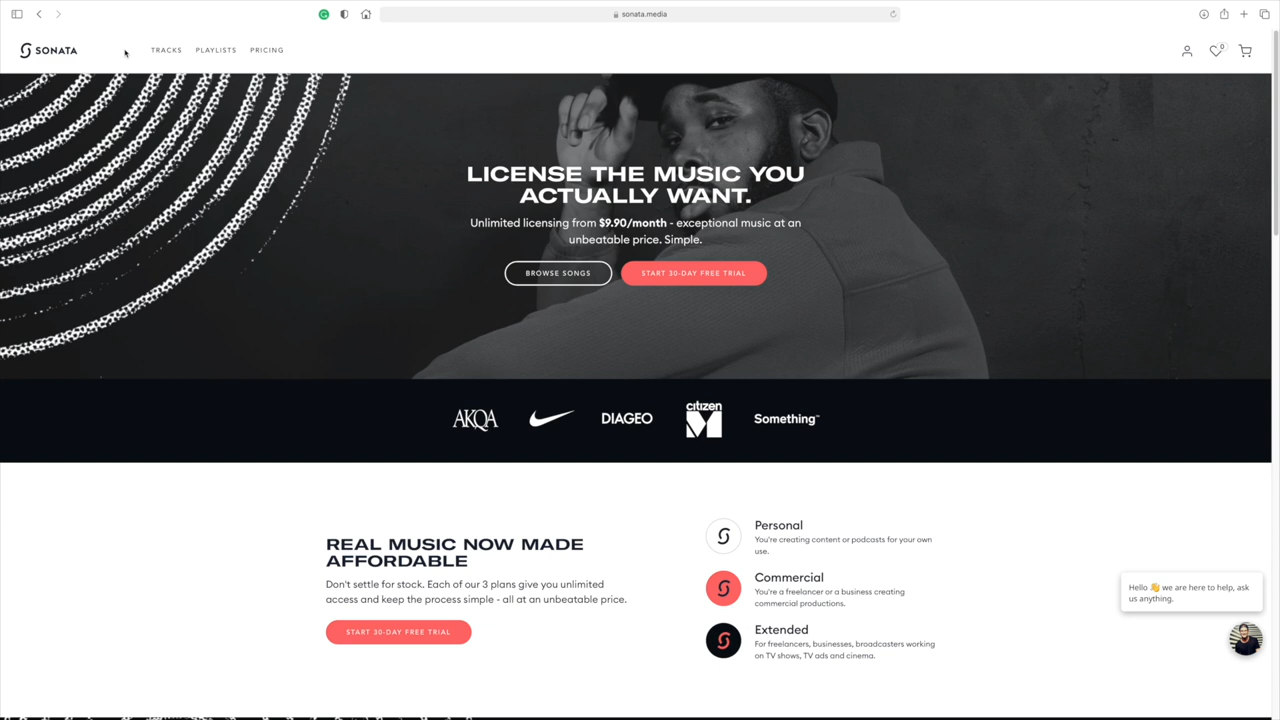 sonata.media
SONATA
TRACKS PLAYLISTS PRICING
0
LICENSE THE MUSIC YOU
ACTUALLY WANT.
Unlimited licensing from $9.90/month - exceptional music at an
unbeatable price. Simple.
BROWSE SONGS START 30-DAY FREE TRIAL
AKQA DIAGEO citizen M Something™
REAL MUSIC NOW MADE
AFFORDABLE
Don't settle for stock. Each of our 3 plans give you unlimited
access and keep the process simple - all at an unbeatable price.
START 30-DAY FREE TRIAL
Personal
You're creating content or podcasts for your own
use.
Commercial
You're a freelancer or a business creating
commercial productions.
Extended
For freelancers, businesses, broadcasters working
on TV shows, TV ads and cinema.
Hello 👋 we are here to help, ask
us anything.